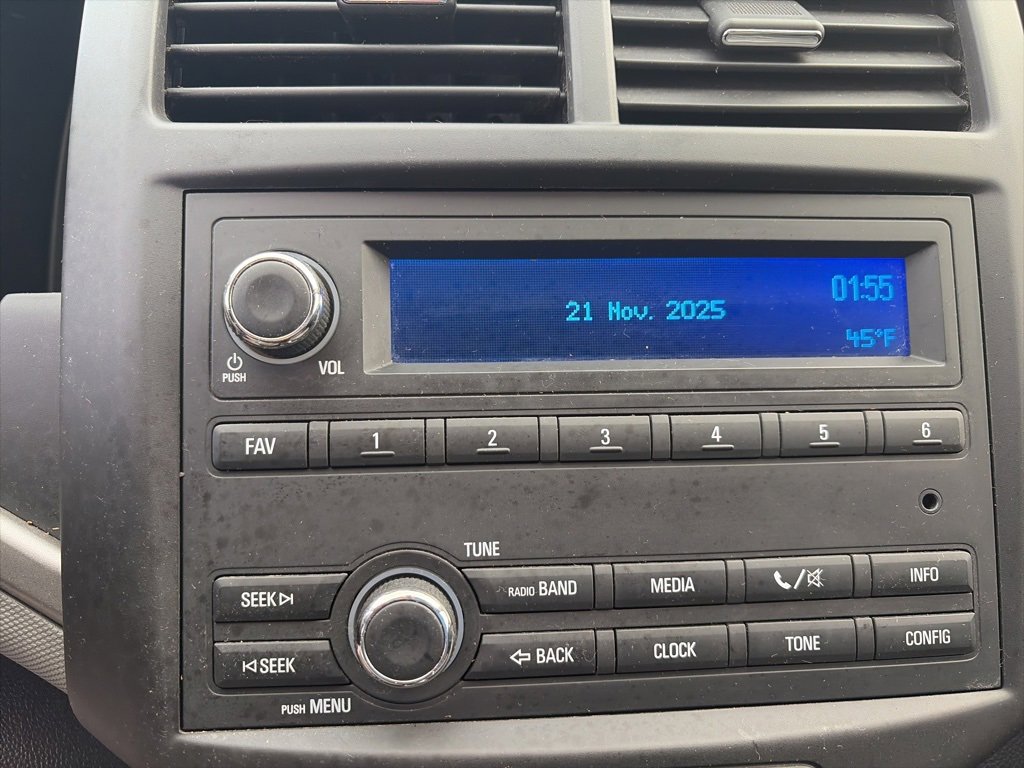 01:55
21 Nov. 2025
45°F
PUSH
VOL
FAV 1 2 3 4 5 6
TUNE
SEEK RADIO BAND MEDIA INFO
SEEK BACK CLOCK TONE CONFIG
PUSH MENU